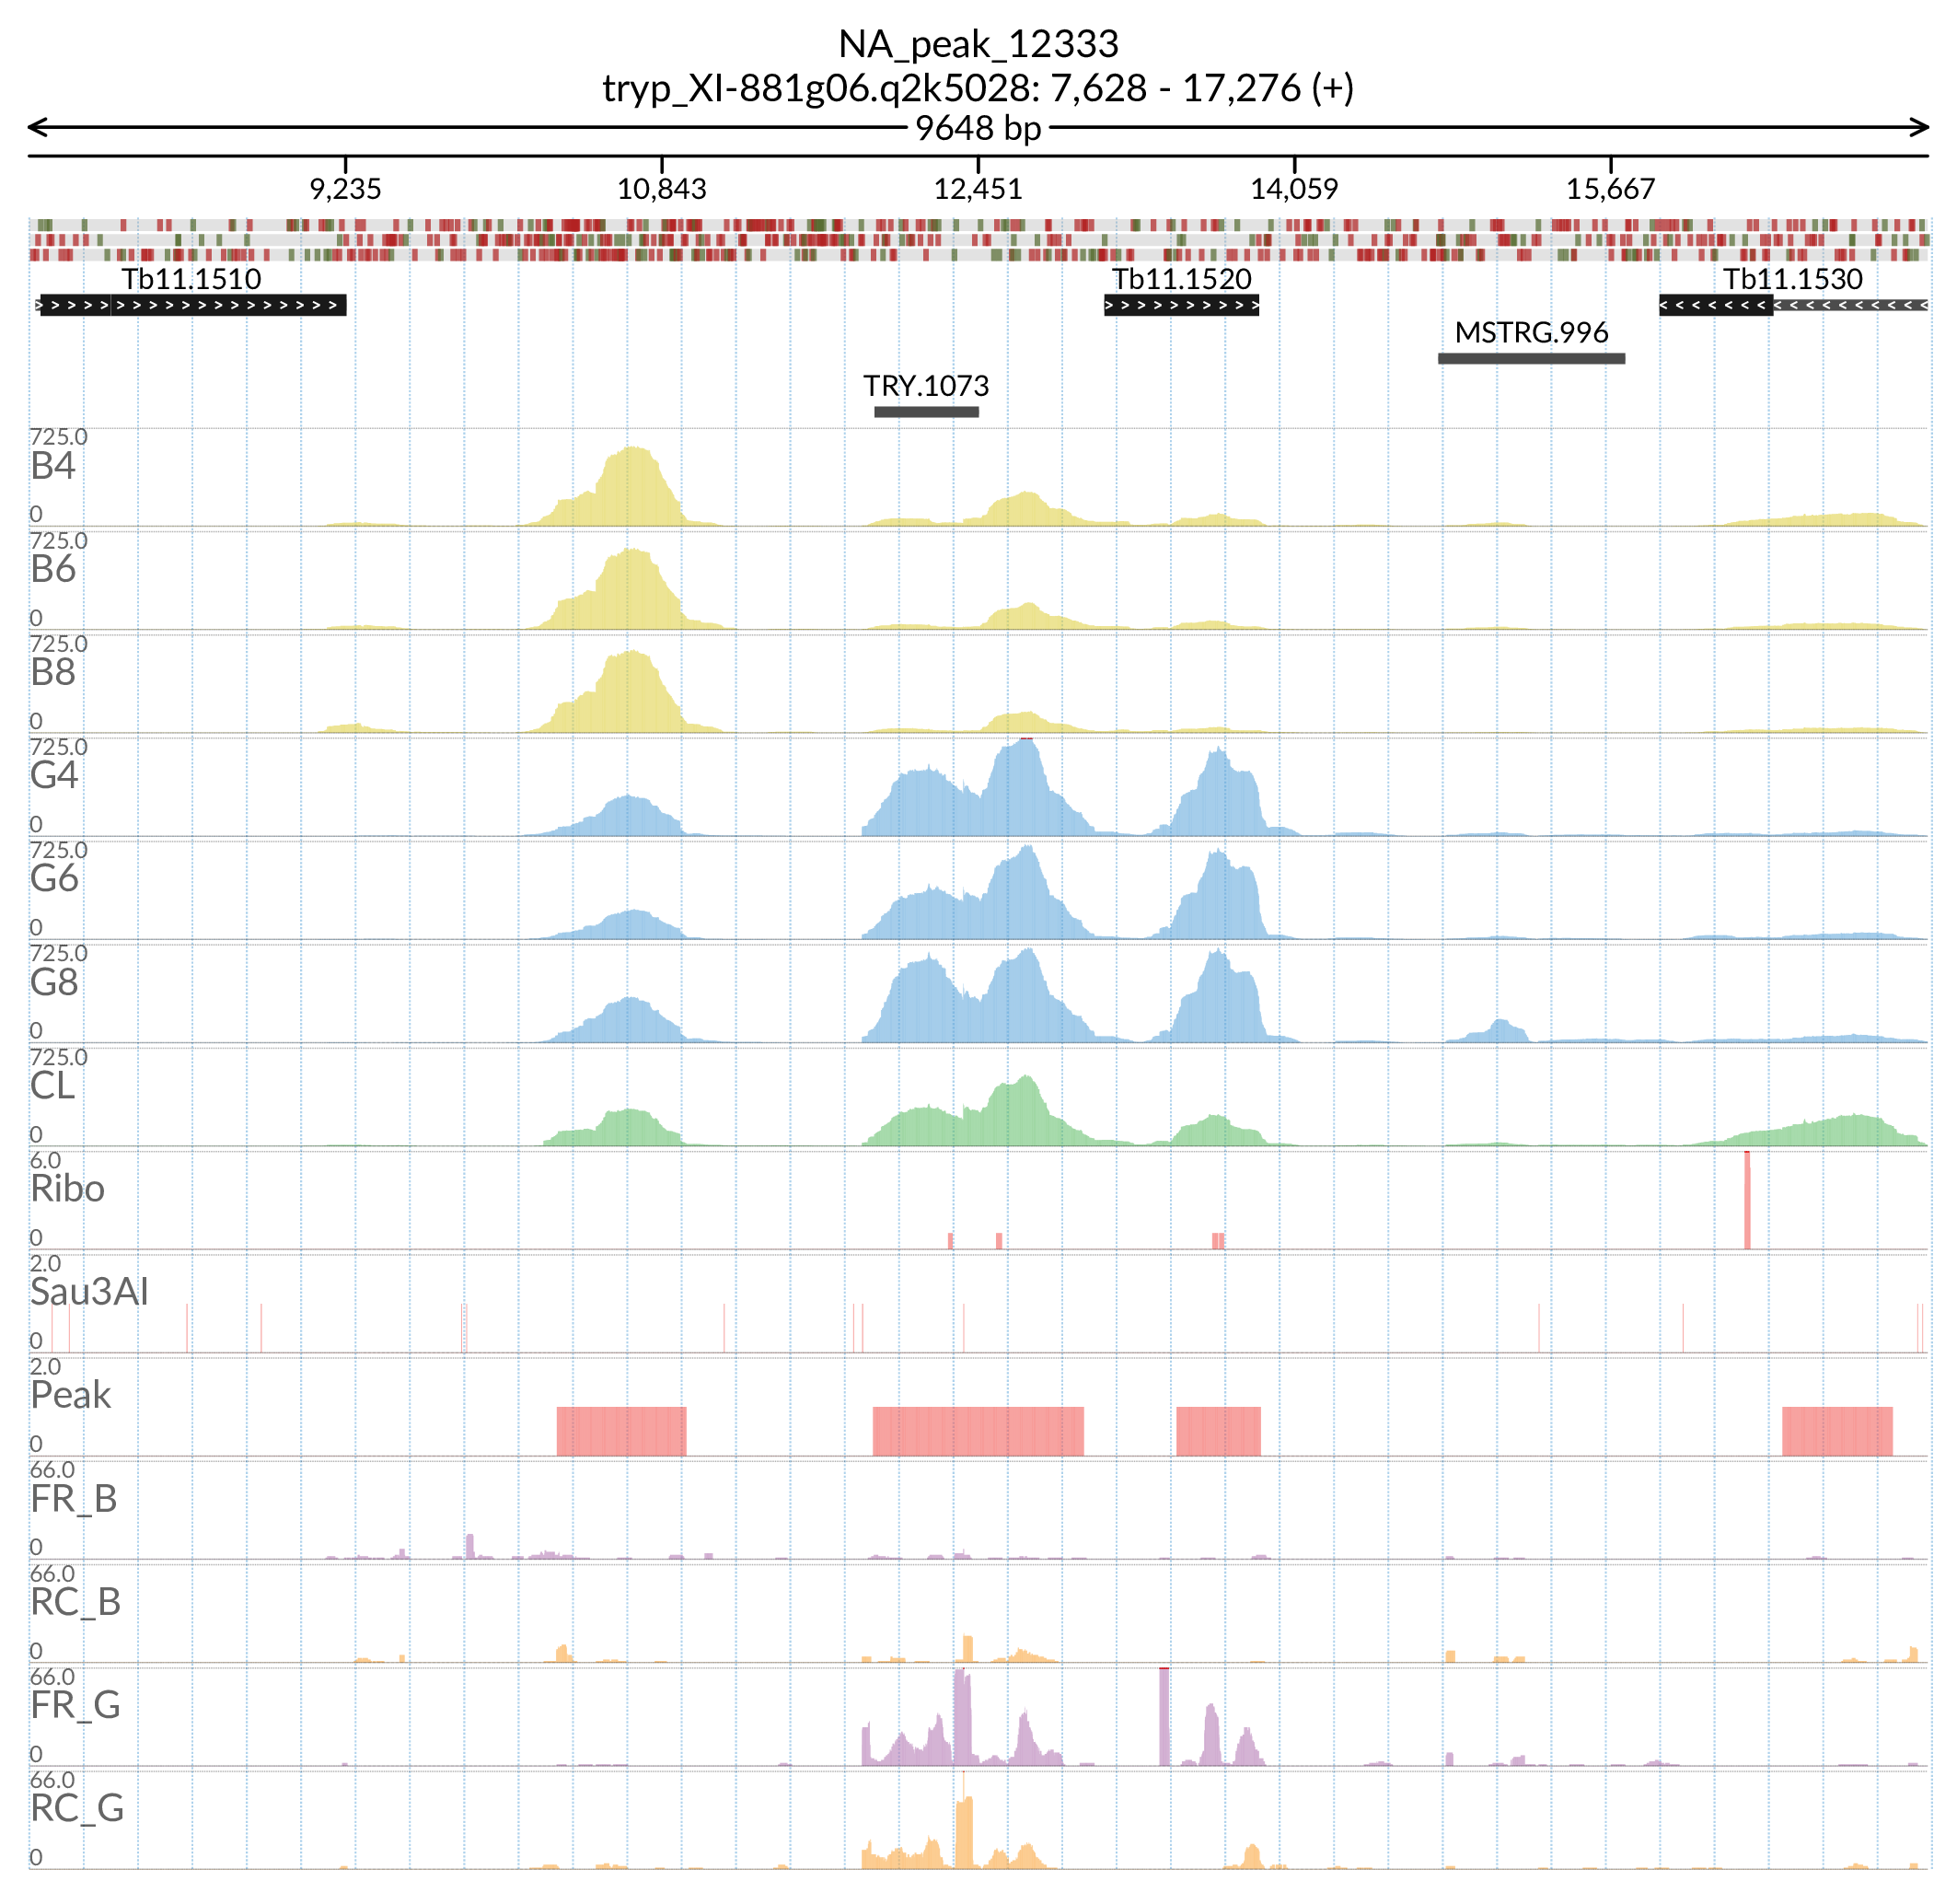 NA_peak_12333
tryp_XI-881g06.q2k5028: 7,628 - 17,276 (+)
9648 bp
9,235 10,843 12,451 14,059 15,667
Tb11.1510 Tb11.1520 Tb11.1530
MSTRG.996
TRY.1073
725.0
B4
0
725.0
B6
0
725.0
B8
0
725.0
G4
0
725.0
G6
0
725.0
G8
0
725.0
CL
0
6.0
Ribo
0
2.0
Sau3AI
0
2.0
Peak
0
66.0
FR_B
0
66.0
RC_B
0
66.0
FR_G
0
66.0
RC_G
0